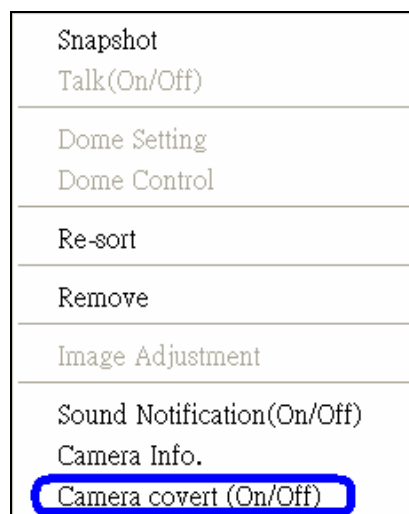 Snapshot
Talk(On/Off)
Dome Setting
Dome Control
Re-sort
Remove
Image Adjustment
Sound Notification(On/Off)
Camera Info.
Camera covert (On/Off)